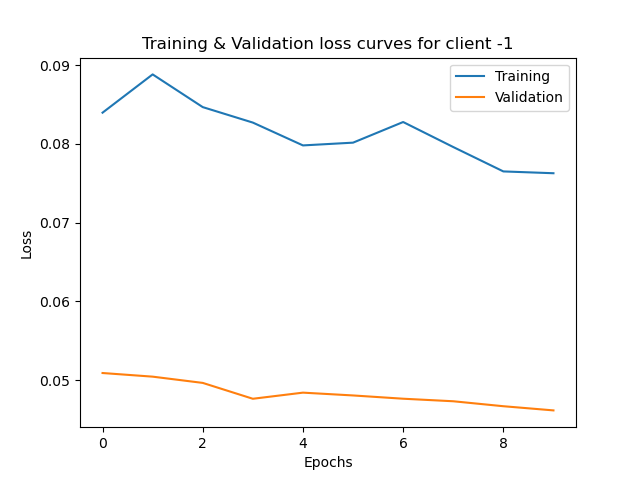 Training & Validation loss curves for client -1
Training
Validation
0.09
0.08
0.07
0.06
0.05
Loss
0
2
4
6
8
Epochs